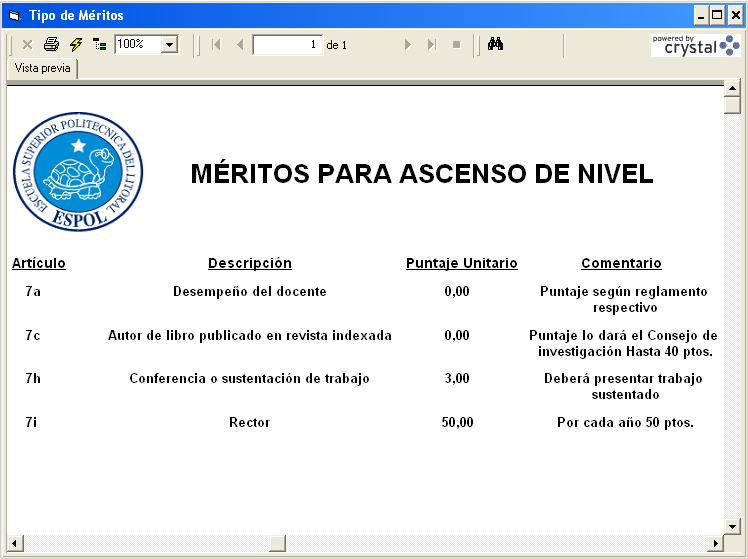 Tipo de Méritos
100%
1 de 1
powered by
crystal
Vista previa
ESCUELA SUPERIOR POLITECNICA DEL LITORAL
ESPOL
MÉRITOS PARA ASCENSO DE NIVEL
Artículo Descripción Puntaje Unitario Comentario
7a Desempeño del docente 0,00 Puntaje según reglamento
respectivo
7c Autor de libro publicado en revista indexada 0,00 Puntaje lo dará el Consejo de
investigación Hasta 40 ptos.
7h Conferencia o sustentación de trabajo 3,00 Deberá presentar trabajo
sustentado
7i Rector 50,00 Por cada año 50 ptos.